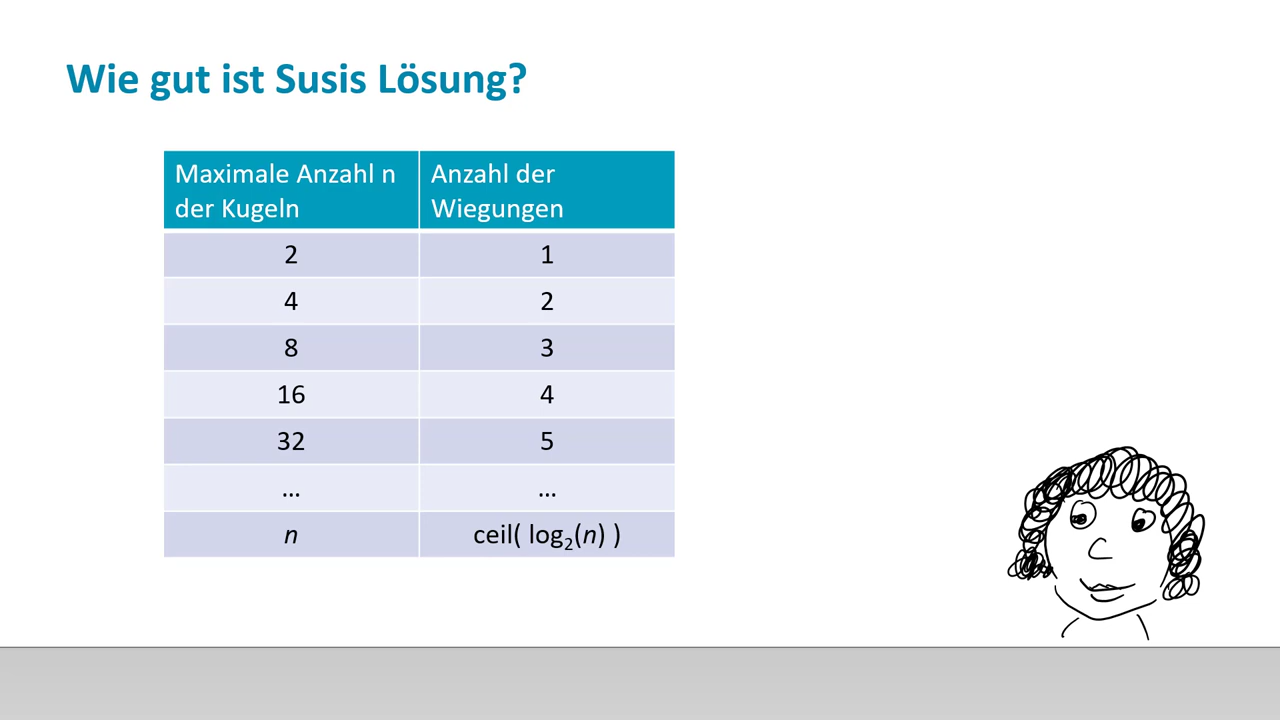 Wie gut ist Susis Lösung?
Maximale Anzahl n
der Kugeln
Anzahl der
Wiegungen
2 1
4 2
8 3
16 4
32 5
... ...
n ceil( log₂(n) )